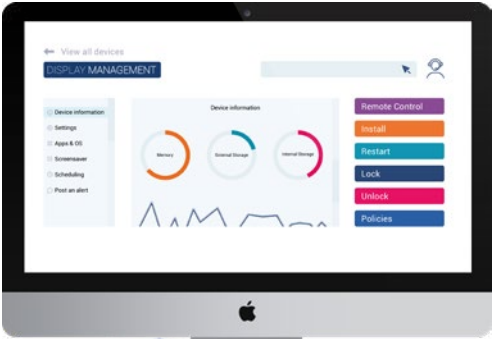 View all devices
DISPLAY MANAGEMENT
Device information
Settings
Apps & OS
Screensaver
Scheduling
Post an alert
Device information
Memory
External Storage
Internal Storage
Remote Control
Install
Restart
Lock
Unlock
Policies